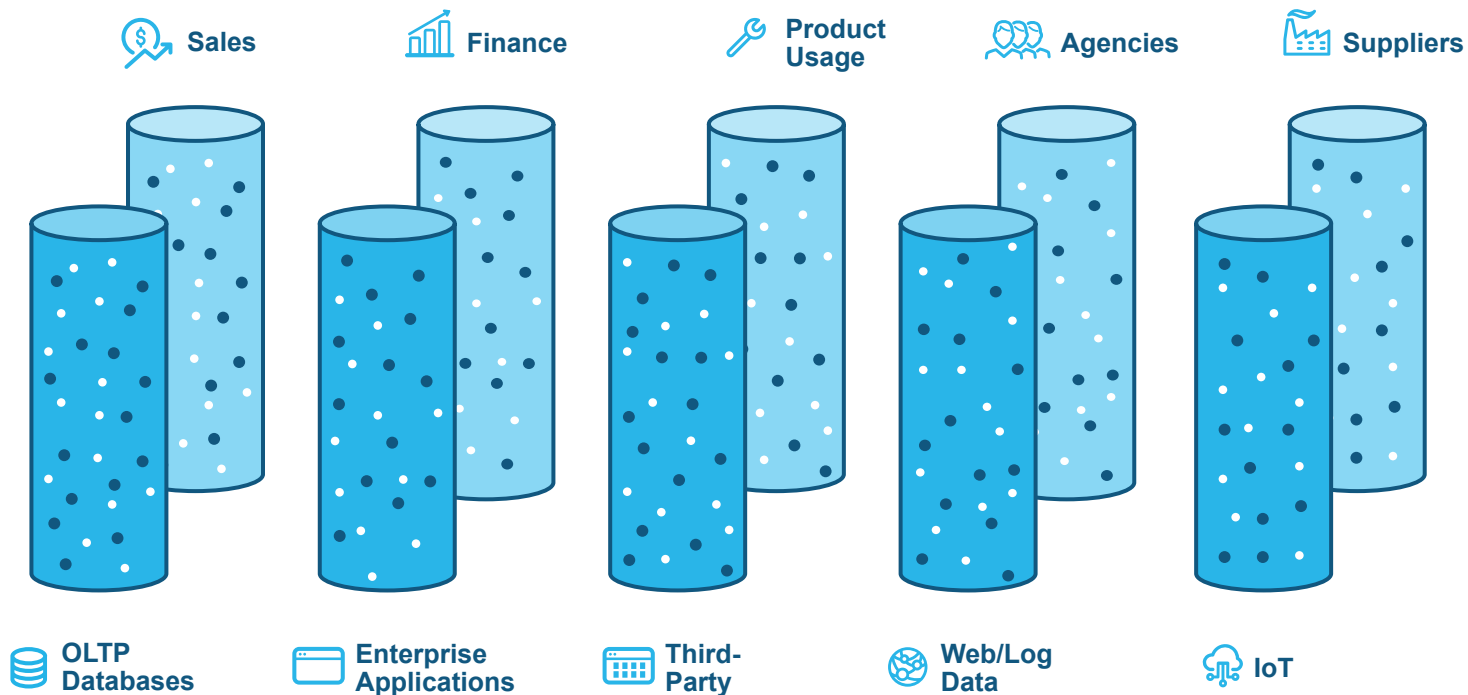 $
Sales
Finance
Product
Usage
Agencies
Suppliers
OLTP
Databases
Enterprise
Applications
Third-
Party
Web/Log
Data
IoT